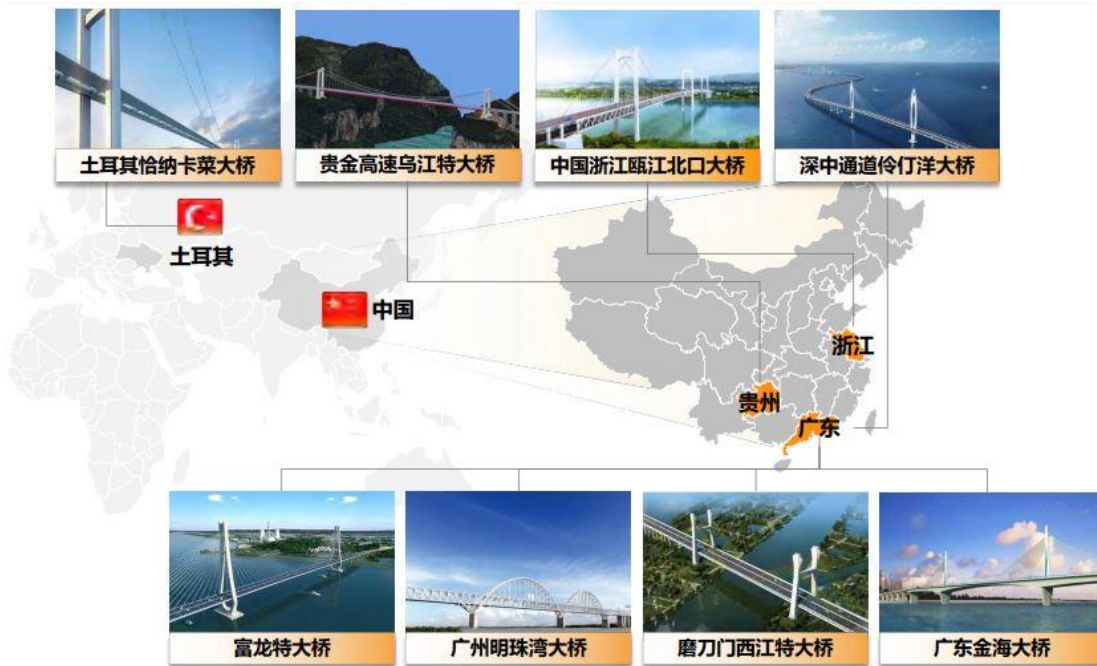 土耳其恰纳卡莱大桥
贵金高速乌江特大桥
中国浙江瓯江北口大桥
深中通道伶仃洋大桥
土耳其
中国
浙江
贵州
广东
富龙特大桥
广州明珠湾大桥
磨刀门西江特大桥
广东金海大桥